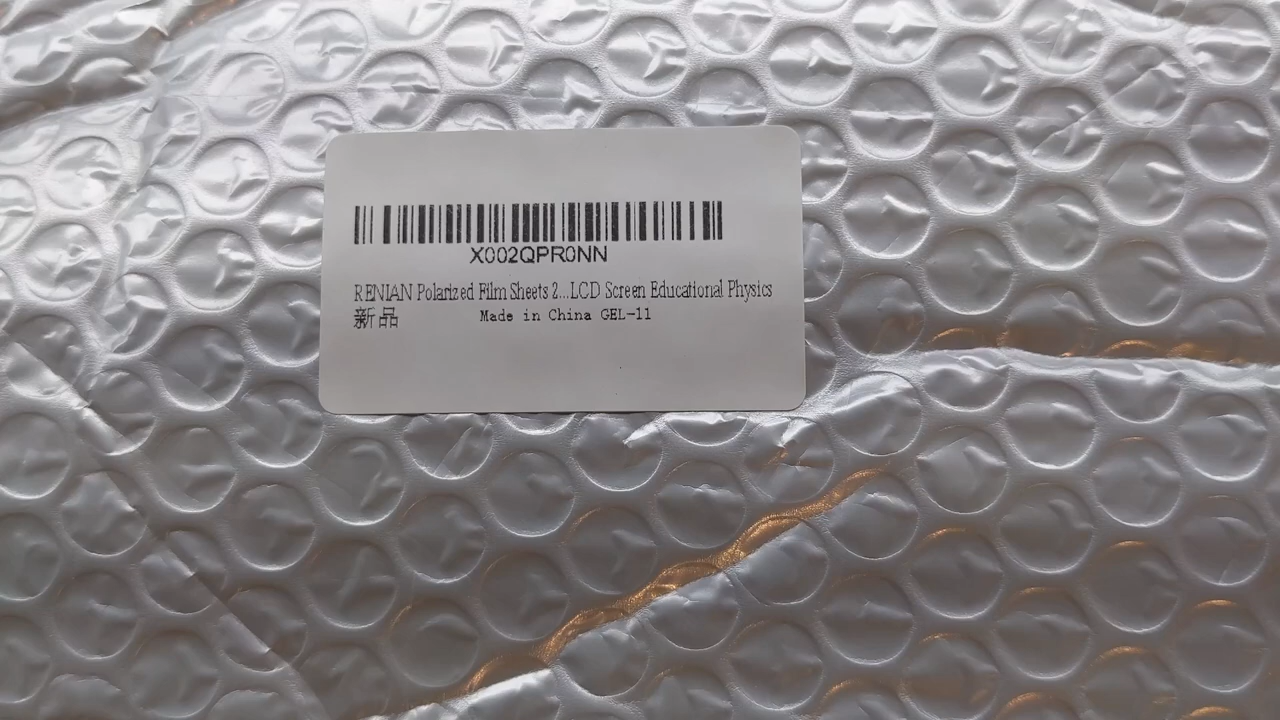 X002QPR0NN
RENIAN Polarized Film Sheets 2...LCD Screen Educational Physics
新品 Made in China GEL-11